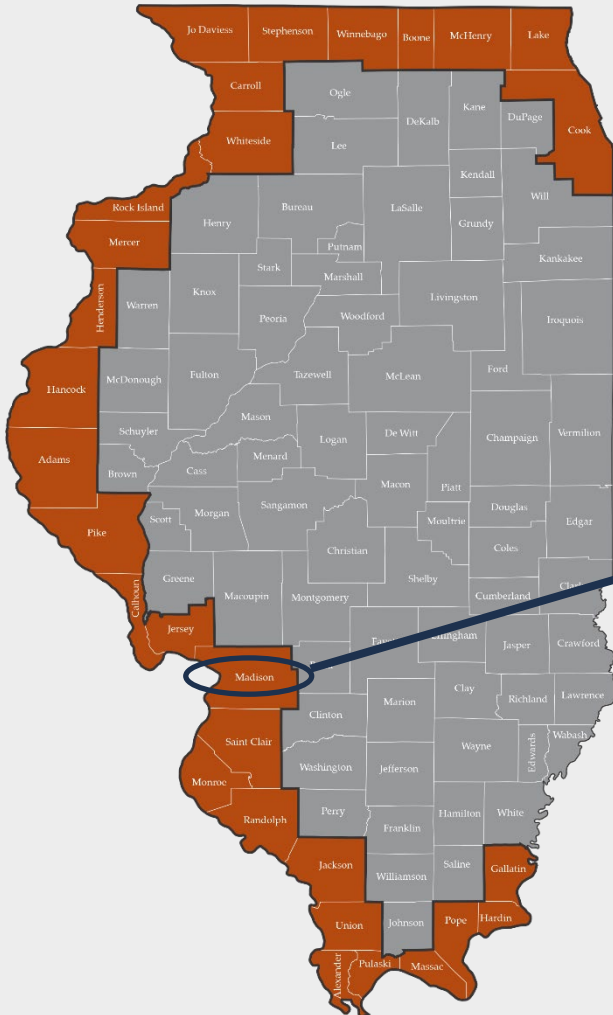 Jo Daviess
Stephenson
Winnebago
Boone
McHenry
Lake
Carroll
Ogle
DeKalb
Kane
DuPage
Cook
Whiteside
Lee
Kendall
Will
Rock Island
Henry
Bureau
LaSalle
Grundy
Mercer
Putnam
Kankakee
Stark
Marshall
Henderson
Warren
Knox
Peoria
Woodford
Livingston
Iroquois
Hancock
McDonough
Fulton
Tazewell
McLean
Ford
Mason
Schuyler
Logan
De Witt
Champaign
Vermilion
Adams
Brown
Cass
Menard
Macon
Piatt
Pike
Scott
Morgan
Sangamon
Moultrie
Douglas
Edgar
Christian
Coles
Calhoun
Greene
Macoupin
Montgomery
Shelby
Cumberland
Jersey
Jasper
Crawford
Madison
Clay
Richland
Lawrence
Marion
Clinton
Saint Clair
Wayne
Edwards
Wabash
Washington
Jefferson
Monroe
Randolph
Perry
Hamilton
White
Franklin
Jackson
Williamson
Saline
Gallatin
Union
Johnson
Pope
Hardin
Alexander
Pulaski
Massac